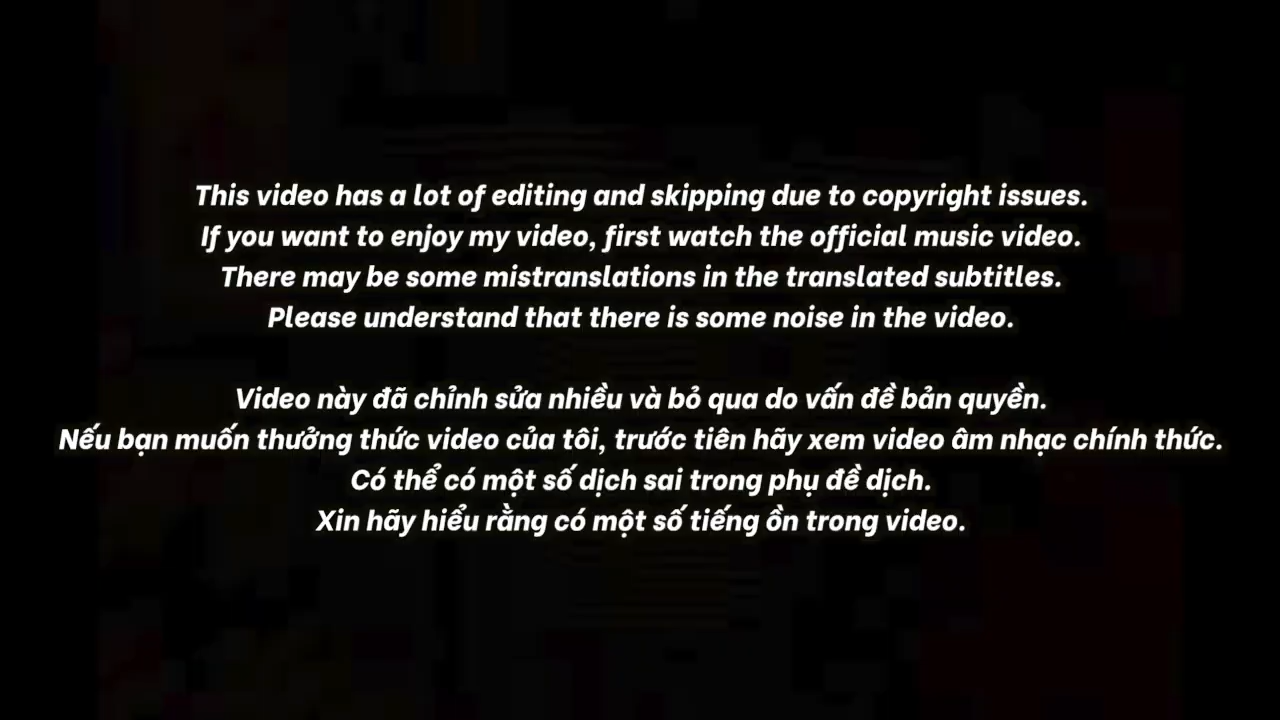 This video has a lot of editing and skipping due to copyright issues.
If you want to enjoy my video, first watch the official music video.
There may be some mistranslations in the translated subtitles.
Please understand that there is some noise in the video.
Video này đã chỉnh sửa nhiều và bỏ qua do vấn đề bản quyền.
Nếu bạn muốn thưởng thức video của tôi, trước tiên hãy xem video âm nhạc chính thức.
Có thể có một số dịch sai trong phụ đề dịch.
Xin hãy hiểu rằng có một số tiếng ồn trong video.